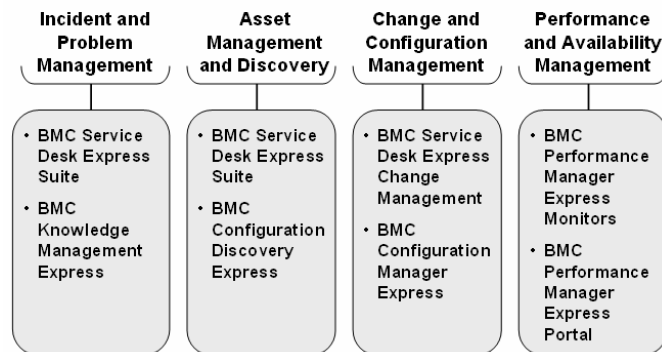 Incident and
Problem
Management
• BMC Service
Desk Express
Suite
• BMC
Knowledge
Management
Express
Asset
Management
and Discovery
• BMC Service
Desk Express
Suite
• BMC
Configuration
Discovery
Express
Change and
Configuration
Management
• BMC Service
Desk Express
Change
Management
• BMC
Configuration
Manager
Express
Performance
and Availability
Management
• BMC
Performance
Manager
Express
Monitors
• BMC
Performance
Manager
Express
Portal